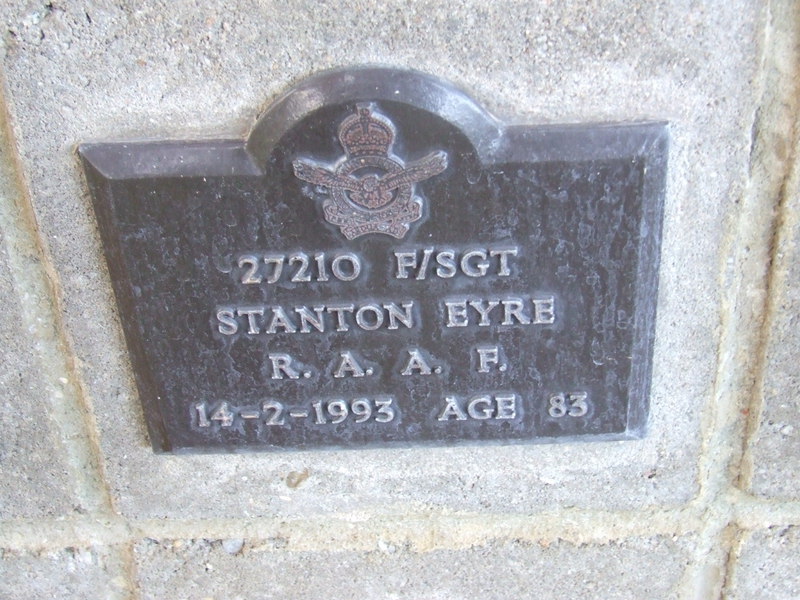 27210 F/SGT
STANTON EYRE
R. A. A. F.
14-2-1993 AGE 83